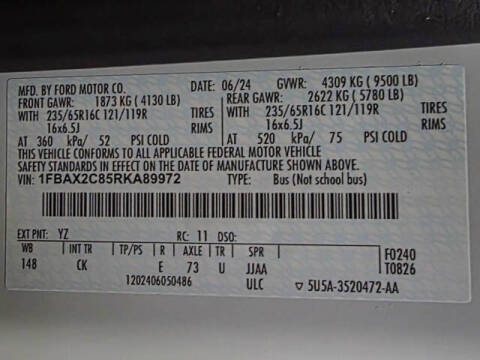 MFD. BY FORD MOTOR CO. DATE: 06/24 GVWR: 4309 KG ( 9500 LB)
FRONT GAWR: 1873 KG ( 4130 LB) REAR GAWR: 2622 KG ( 5780 LB)
WITH 235/65R16C 121/119R TIRES WITH 235/65R16C 121/119R TIRES
16x6.5J RIMS 16x6.5J RIMS
AT 360 kPa/ 52 PSI COLD AT 520 kPa/ 75 PSI COLD
THIS VEHICLE CONFORMS TO ALL APPLICABLE FEDERAL MOTOR VEHICLE
SAFETY STANDARDS IN EFFECT ON THE DATE OF MANUFACTURE SHOWN ABOVE.
VIN: 1FBAX2C85RKA89972 TYPE: Bus (Not school bus)
EXT PNT: YZ RC: 11 DSO:
WB INT TR TP/PS R AXLE TR SPR F0240
148 CK E 73 U JJAA T0826
1202406050486 ULC ▽ 5U5A-3520472-AA